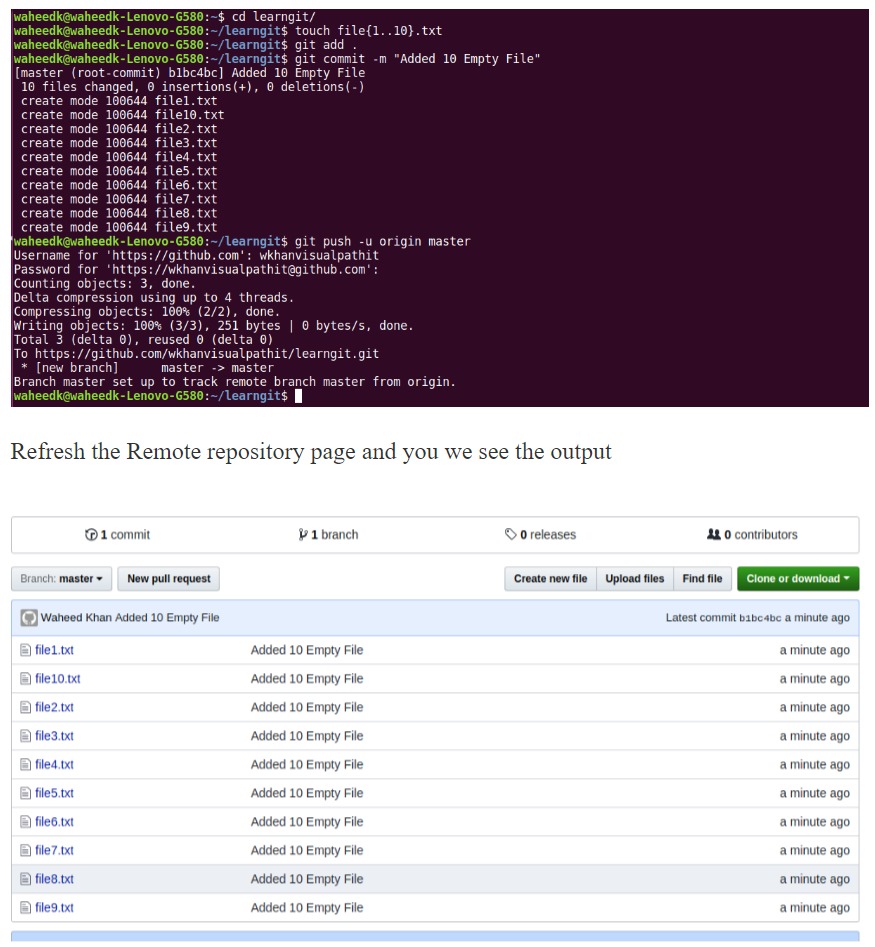 waheedk@waheedk-Lenovo-G580:~$ cd learngit/
waheedk@waheedk-Lenovo-G580:~/learngit$ touch file{1..10}.txt
waheedk@waheedk-Lenovo-G580:~/learngit$ git add .
waheedk@waheedk-Lenovo-G580:~/learngit$ git commit -m "Added 10 Empty File"
[master (root-commit) b1bc4bc] Added 10 Empty File
 10 files changed, 0 insertions(+), 0 deletions(-)
 create mode 100644 file1.txt
 create mode 100644 file10.txt
 create mode 100644 file2.txt
 create mode 100644 file3.txt
 create mode 100644 file4.txt
 create mode 100644 file5.txt
 create mode 100644 file6.txt
 create mode 100644 file7.txt
 create mode 100644 file8.txt
 create mode 100644 file9.txt
waheedk@waheedk-Lenovo-G580:~/learngit$ git push -u origin master
Username for 'https://github.com': wkhanvisualpathit
Password for 'https://wkhanvisualpathit@github.com':
Counting objects: 3, done.
Delta compression using up to 4 threads.
Compressing objects: 100% (2/2), done.
Writing objects: 100% (3/3), 251 bytes | 0 bytes/s, done.
Total 3 (delta 0), reused 0 (delta 0)
To https://github.com/wkhanvisualpathit/learngit.git
 * [new branch]      master -> master
Branch master set up to track remote branch master from origin.
waheedk@waheedk-Lenovo-G580:~/learngit$
Refresh the Remote repository page and you we see the output
1 commit 1 branch 0 releases 0 contributors
Branch: master New pull request Create new file Upload files Find file Clone or download
Waheed Khan Added 10 Empty File Latest commit b1bc4bc a minute ago
file1.txt Added 10 Empty File a minute ago
file10.txt Added 10 Empty File a minute ago
file2.txt Added 10 Empty File a minute ago
file3.txt Added 10 Empty File a minute ago
file4.txt Added 10 Empty File a minute ago
file5.txt Added 10 Empty File a minute ago
file6.txt Added 10 Empty File a minute ago
file7.txt Added 10 Empty File a minute ago
file8.txt Added 10 Empty File a minute ago
file9.txt Added 10 Empty File a minute ago